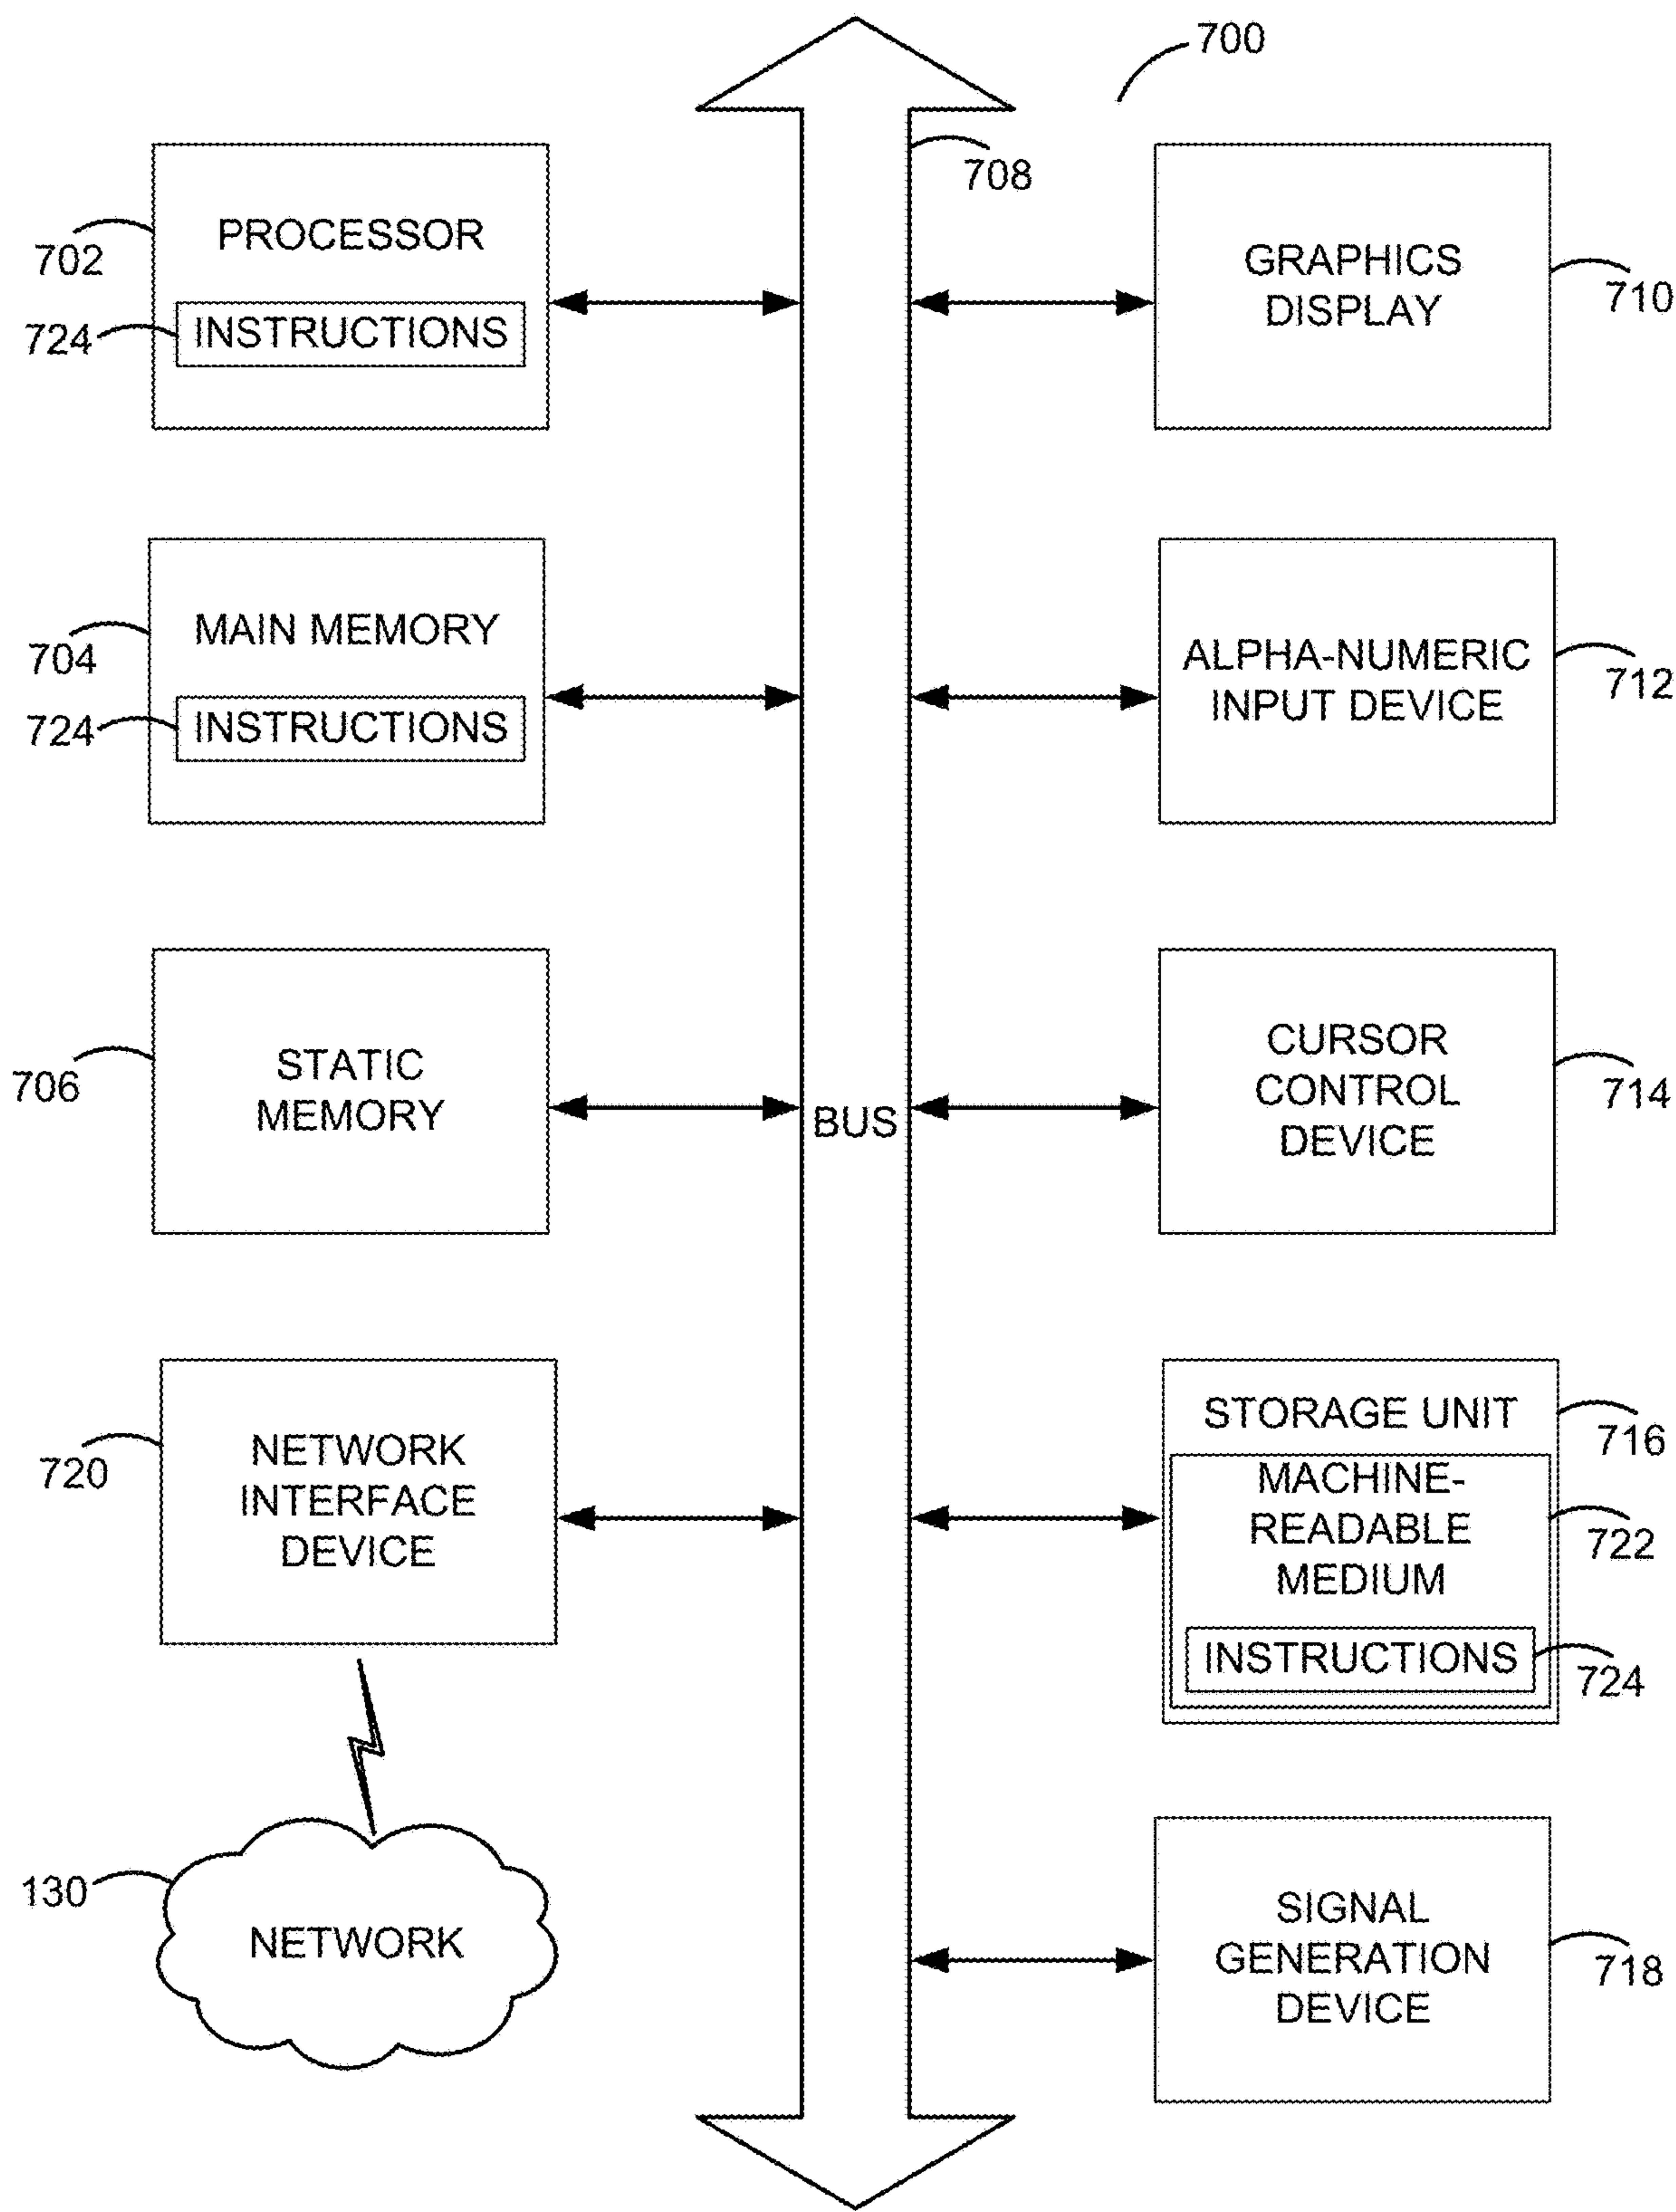 700
708
PROCESSOR
702
INSTRUCTIONS
724
GRAPHICS
DISPLAY
710
MAIN MEMORY
704
INSTRUCTIONS
724
ALPHA-NUMERIC
INPUT DEVICE
712
STATIC
MEMORY
706
BUS
CURSOR
CONTROL
DEVICE
714
NETWORK
INTERFACE
DEVICE
720
STORAGE UNIT
716
MACHINE-
READABLE
MEDIUM
722
INSTRUCTIONS
724
130
NETWORK
SIGNAL
GENERATION
DEVICE
718